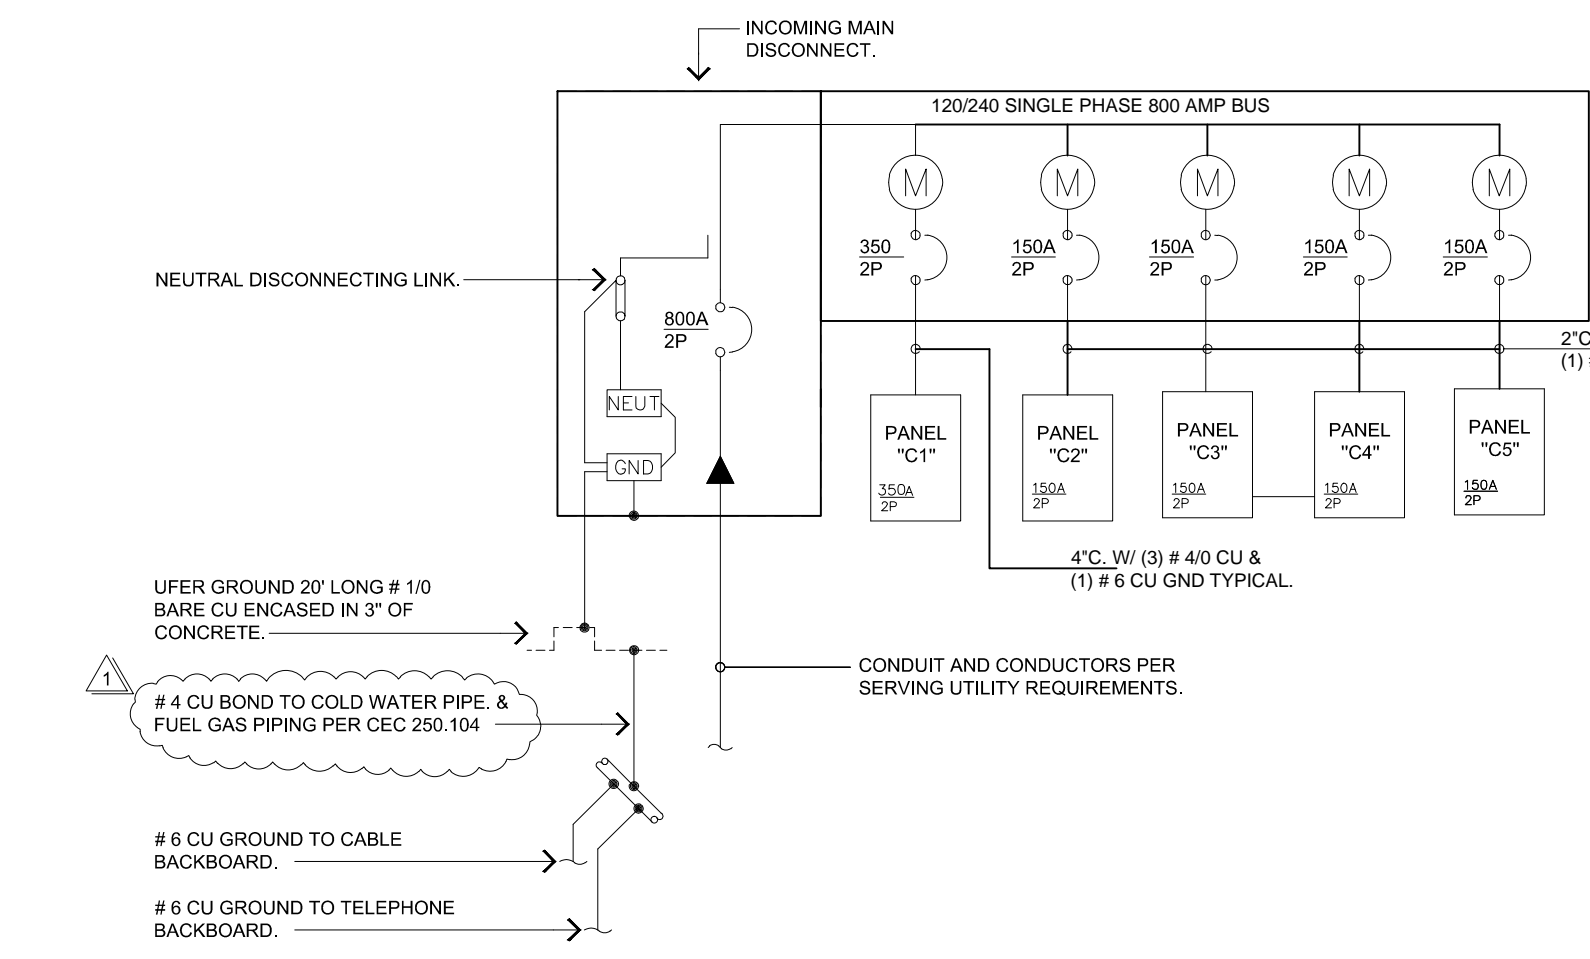 INCOMING MAIN
DISCONNECT.
120/240 SINGLE PHASE 800 AMP BUS
M
M
M
M
M
350
2P
150A
2P
150A
2P
150A
2P
150A
2P
NEUTRAL DISCONNECTING LINK.
800A
2P
2"C
(1)
NEUT
GND
PANEL
"C1"
350A
2P
PANEL
"C2"
150A
2P
PANEL
"C3"
150A
2P
PANEL
"C4"
150A
2P
PANEL
"C5"
150A
2P
4"C. W/ (3) # 4/0 CU &
(1) # 6 CU GND TYPICAL.
UFER GROUND 20' LONG # 1/0
BARE CU ENCASED IN 3" OF
CONCRETE.
CONDUIT AND CONDUCTORS PER
SERVING UTILITY REQUIREMENTS.
1
# 4 CU BOND TO COLD WATER PIPE. &
FUEL GAS PIPING PER CEC 250.104
# 6 CU GROUND TO CABLE
BACKBOARD.
# 6 CU GROUND TO TELEPHONE
BACKBOARD.